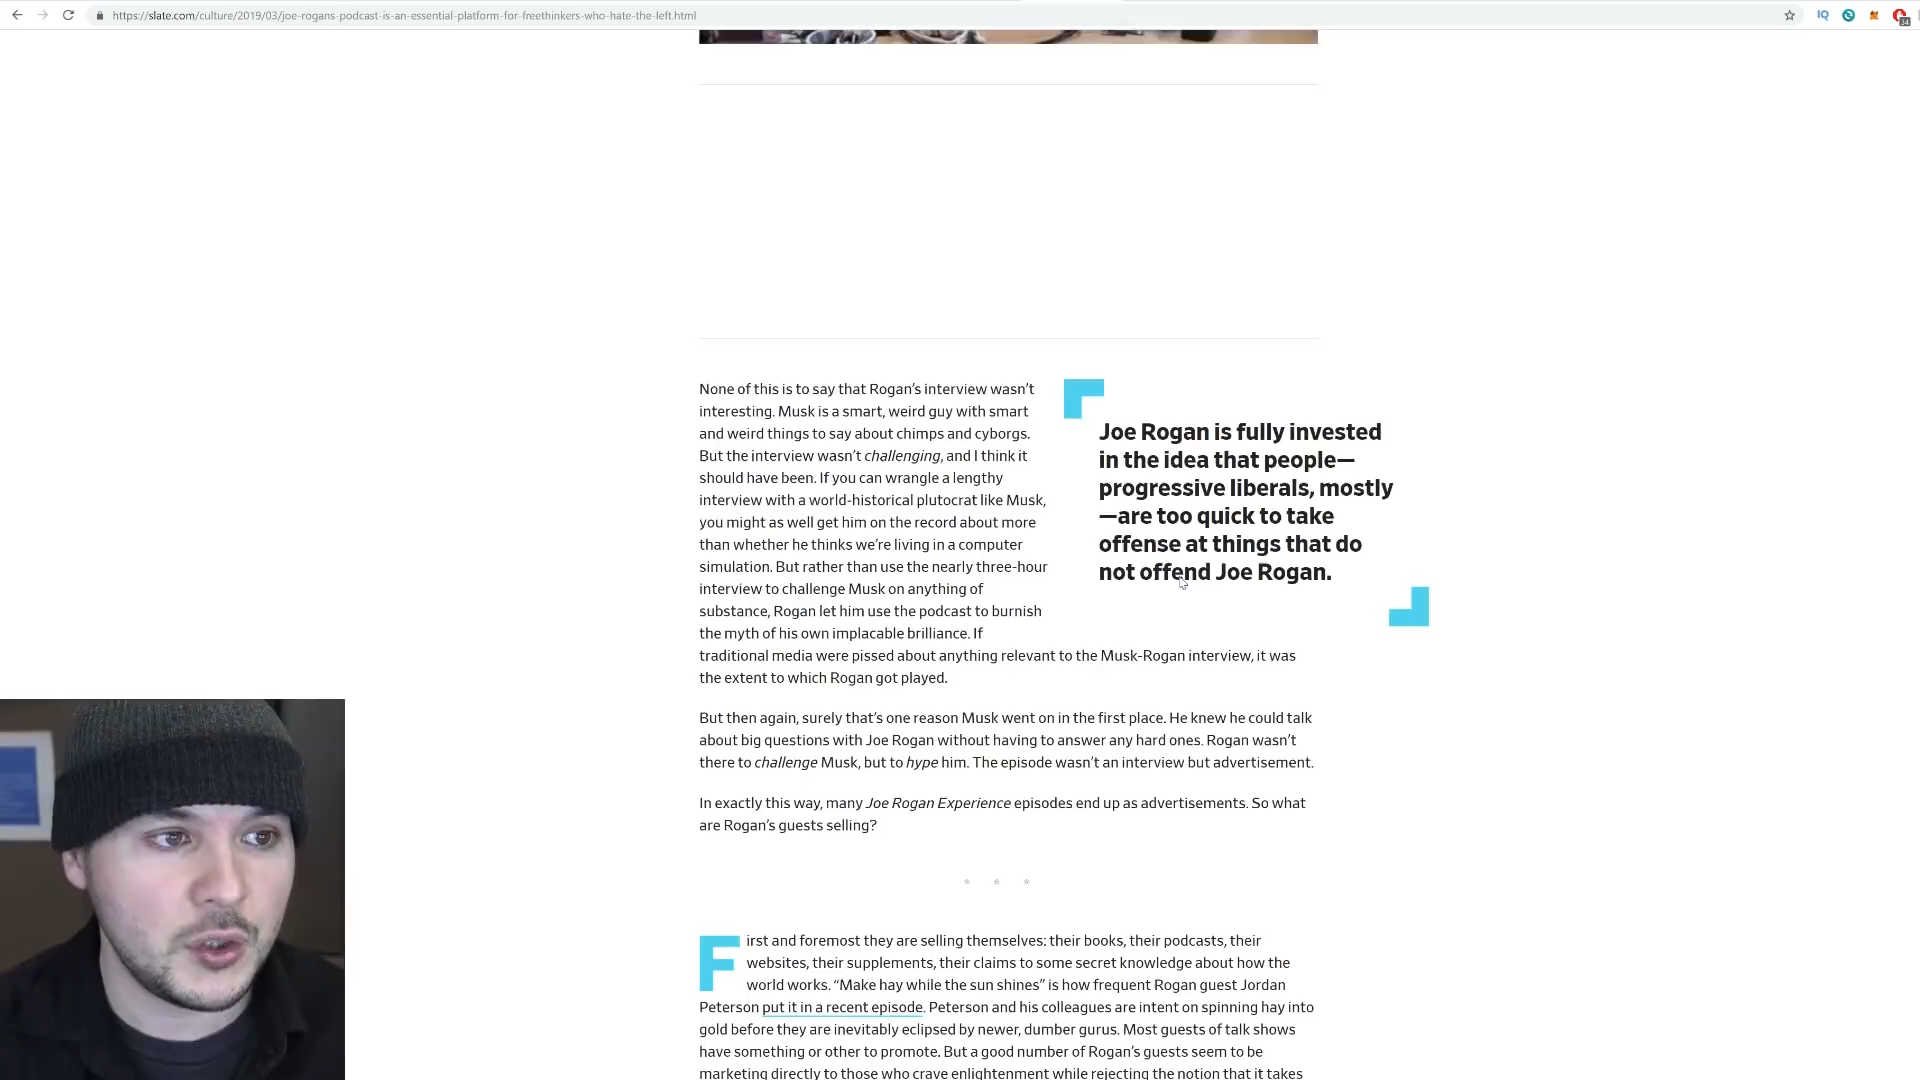 https://slate.com/culture/2019/03/joe-rogans-podcast-is-an-essential-platform-for-freethinkers-who-hate-the-left.html
IQ
24
None of this is to say that Rogan's interview wasn't
interesting. Musk is a smart, weird guy with smart
and weird things to say about chimps and cyborgs.
But the interview wasn't challenging, and I think it
should have been. If you can wrangle a lengthy
interview with a world-historical plutocrat like Musk,
you might as well get him on the record about more
than whether he thinks we're living in a computer
simulation. But rather than use the nearly three-hour
interview to challenge Musk on anything of
substance, Rogan let him use the podcast to burnish
the myth of his own implacable brilliance. If
traditional media were pissed about anything relevant to the Musk-Rogan interview, it was
the extent to which Rogan got played.
Joe Rogan is fully invested
in the idea that people—
progressive liberals, mostly
—are too quick to take
offense at things that do
not offend Joe Rogan.
But then again, surely that's one reason Musk went on in the first place. He knew he could talk
about big questions with Joe Rogan without having to answer any hard ones. Rogan wasn't
there to challenge Musk, but to hype him. The episode wasn't an interview but advertisement.
In exactly this way, many Joe Rogan Experience episodes end up as advertisements. So what
are Rogan's guests selling?
* * *
First and foremost they are selling themselves: their books, their podcasts, their
websites, their supplements, their claims to some secret knowledge about how the
world works. “Make hay while the sun shines” is how frequent Rogan guest Jordan
Peterson put it in a recent episode. Peterson and his colleagues are intent on spinning hay into
gold before they are inevitably eclipsed by newer, dumber gurus. Most guests of talk shows
have something or other to promote. But a good number of Rogan's guests seem to be
marketing directly to those who crave enlightenment while rejecting the notion that it takes